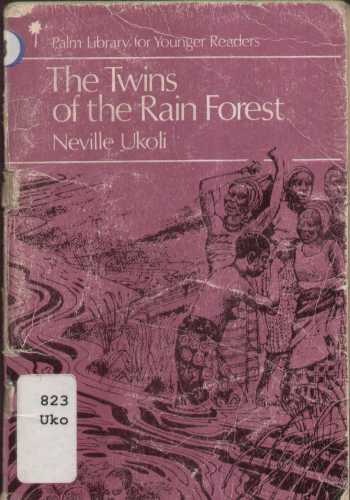 Palm Library for Younger Readers
The Twins
of the Rain Forest
Neville Ukoli
823
Uko